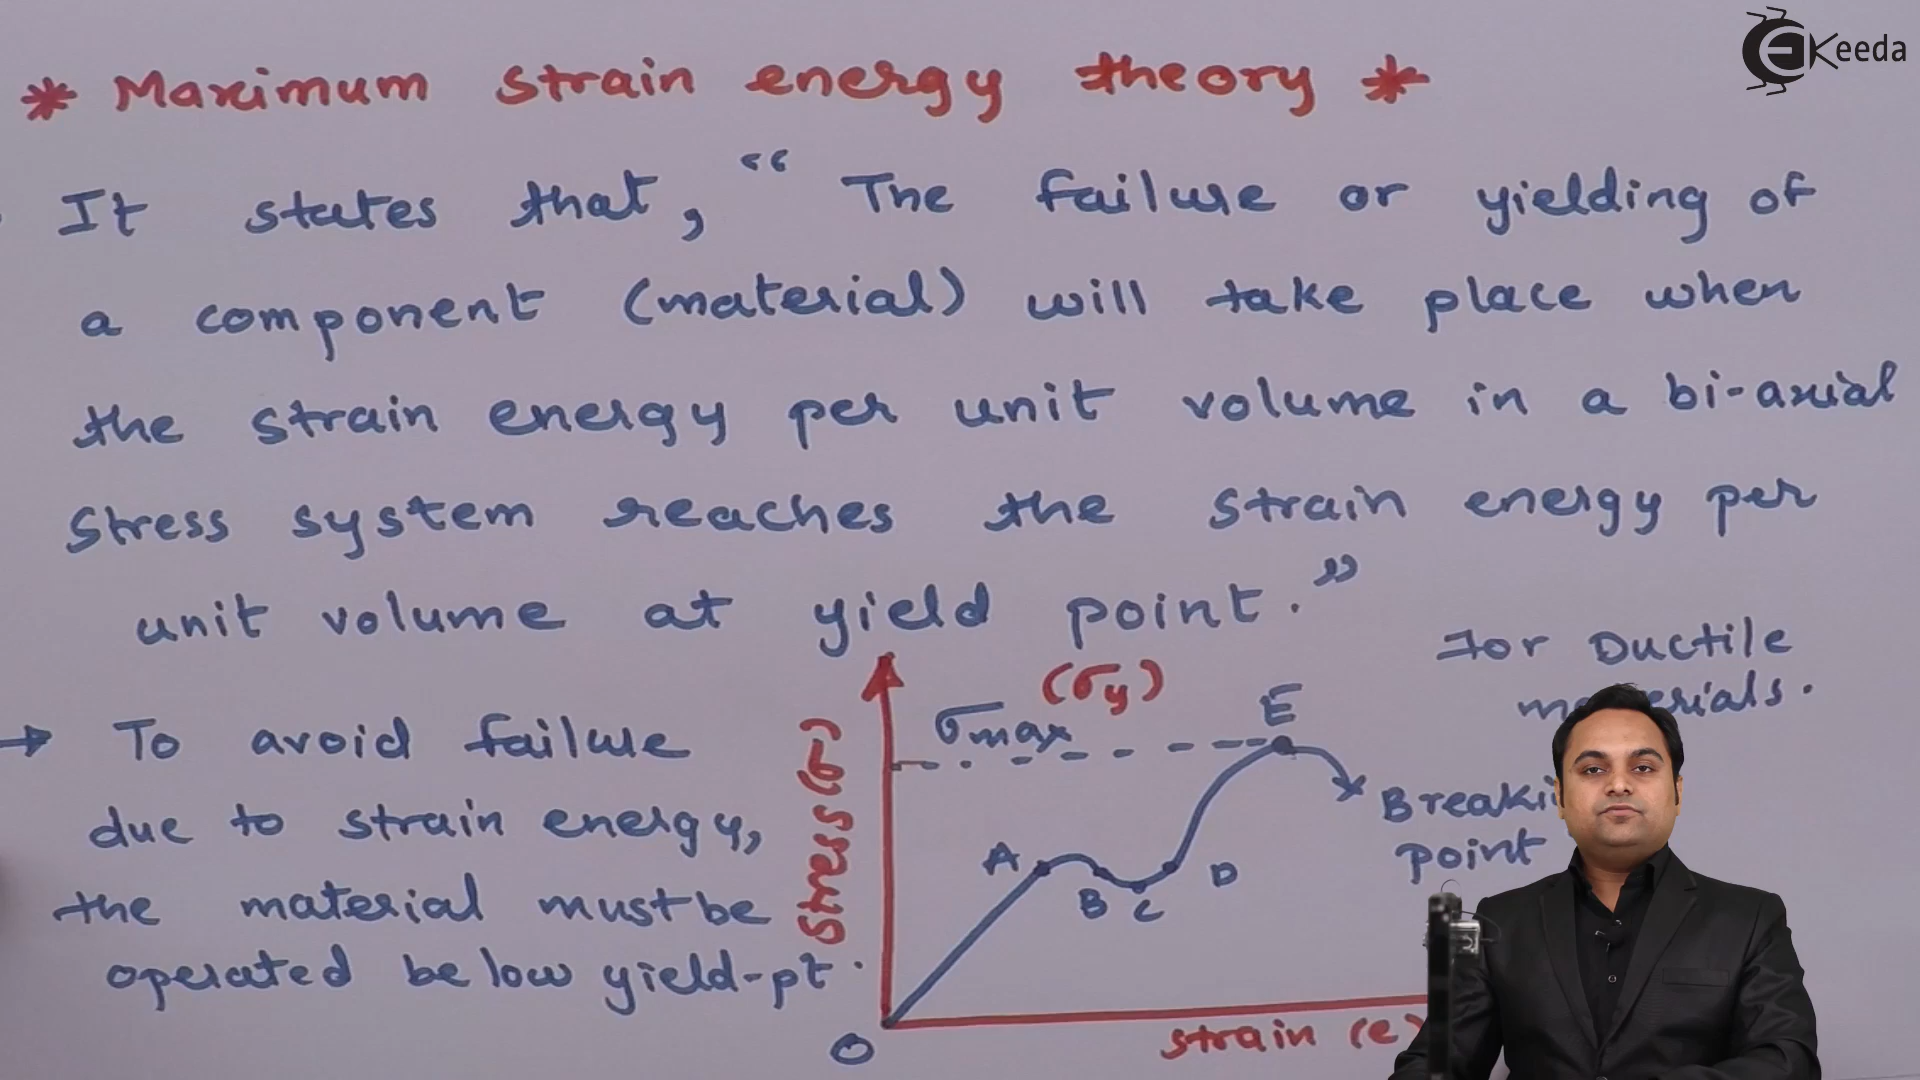 Keeda
* Maximum strain energy theory *
It states that, “ The failure or yielding of
a component (material) will take place when
the strain energy per unit volume in a bi-axial
stress system reaches the strain energy per
unit volume at yield point. ”
(σy)
For Ductile
→ To avoid failure
due to strain energy,
the material must be
operated below yield-pt.
Stress (σ)
σmax
E
A
B
C
D
point
O
strain (e)